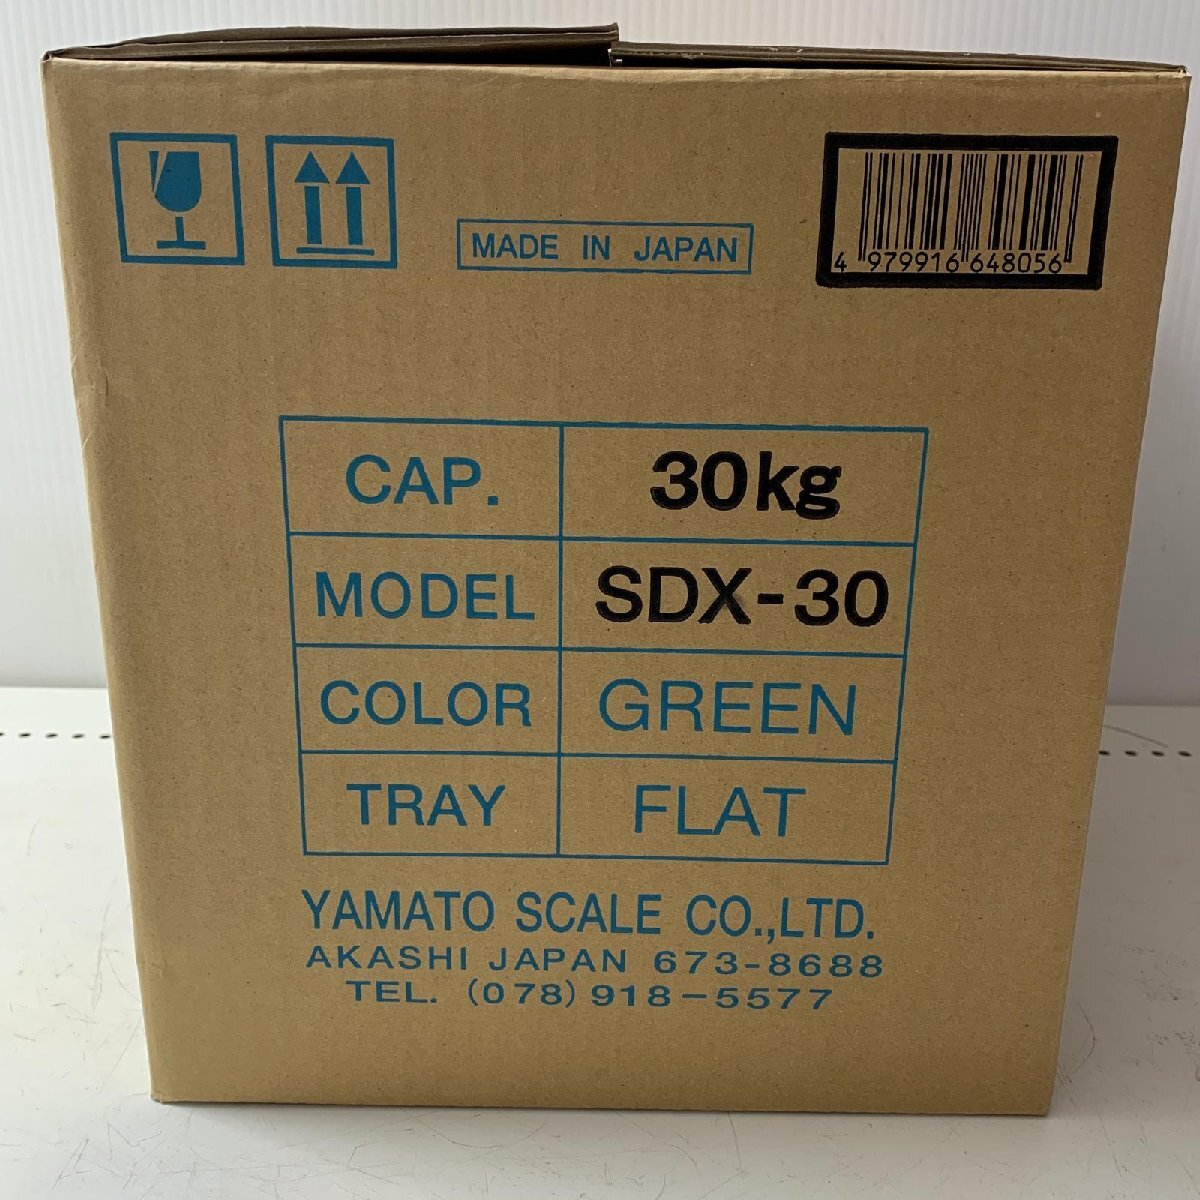 MADE IN JAPAN
4 979916 648056
CAP. 30kg
MODEL SDX-30
COLOR GREEN
TRAY FLAT
YAMATO SCALE CO.,LTD.
AKASHI JAPAN 673-8688
TEL. (078) 918-5577